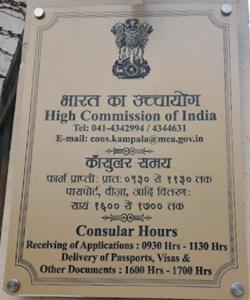 भारत का उच्चायोग
High Commission of India
Tel: 041-4342994 / 4344631
E-mail: cons.kampala@mea.gov.in
कौंसुलर समय
फार्म प्राप्ती: प्रात: ०९३० से ११३० तक
पासपोर्ट, वीज़ा, आदि वितरण:
सायं १६०० से १७०० तक
Consular Hours
Receiving of Applications : 0930 Hrs - 1130 Hrs
Delivery of Passports, Visas &
Other Documents : 1600 Hrs - 1700 Hrs